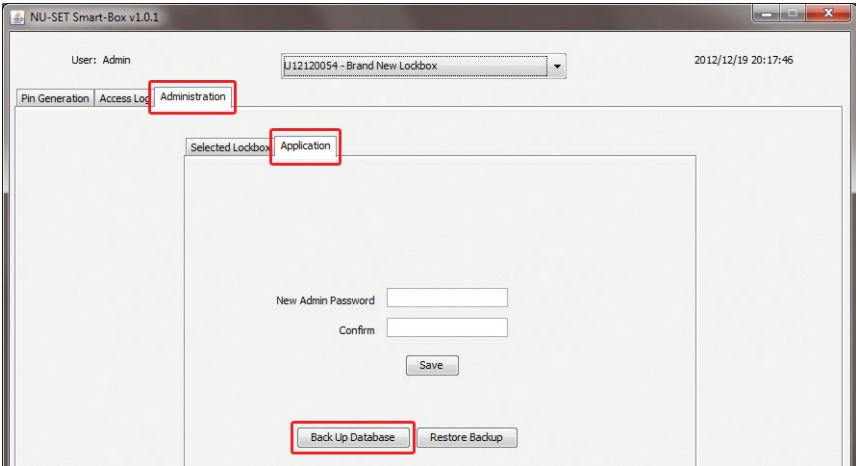 NU-SET Smart-Box v1.0.1
User: Admin
U12120054 - Brand New Lockbox
2012/12/19 20:17:46
Pin Generation Access Log Administration
Selected Lockbox Application
New Admin Password
Confirm
Save
Back Up Database Restore Backup